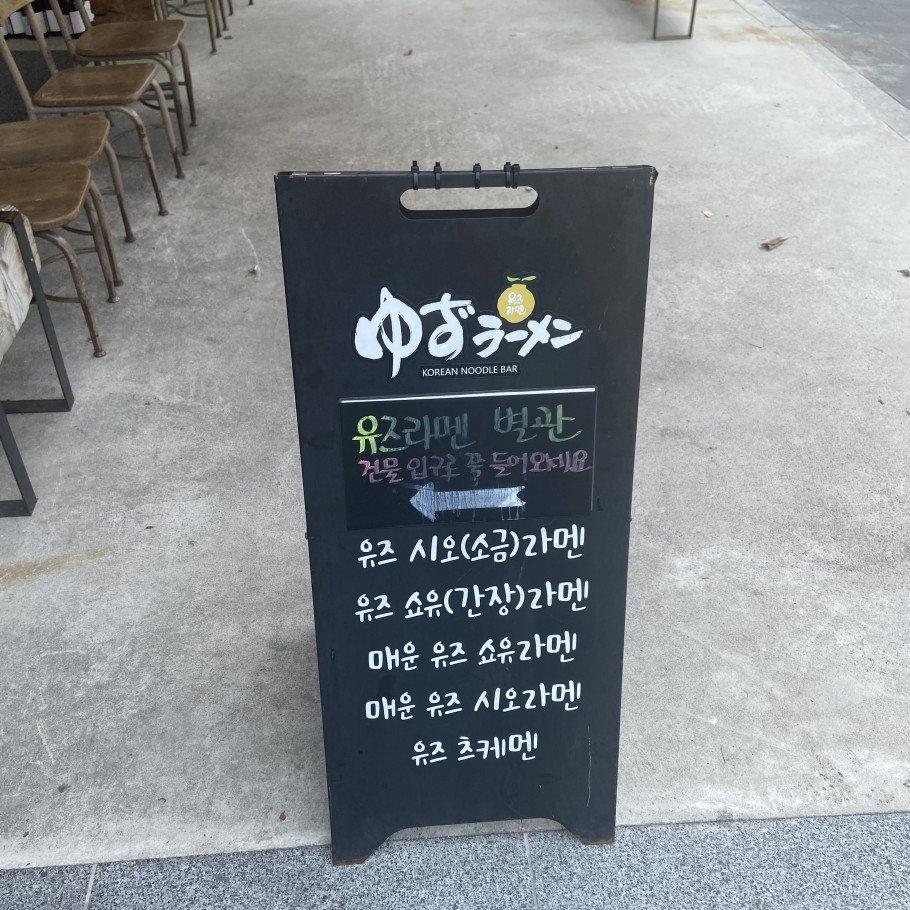 유즈
라멘
ゆずラーメン
KOREAN NOODLE BAR
유즈라멘 별관
건물 입구로 쭉 들어오세요
유즈 시오(소금)라멘
유즈 쇼유(간장)라멘
매운 유즈 쇼유라멘
매운 유즈 시오라멘
유즈 츠케멘